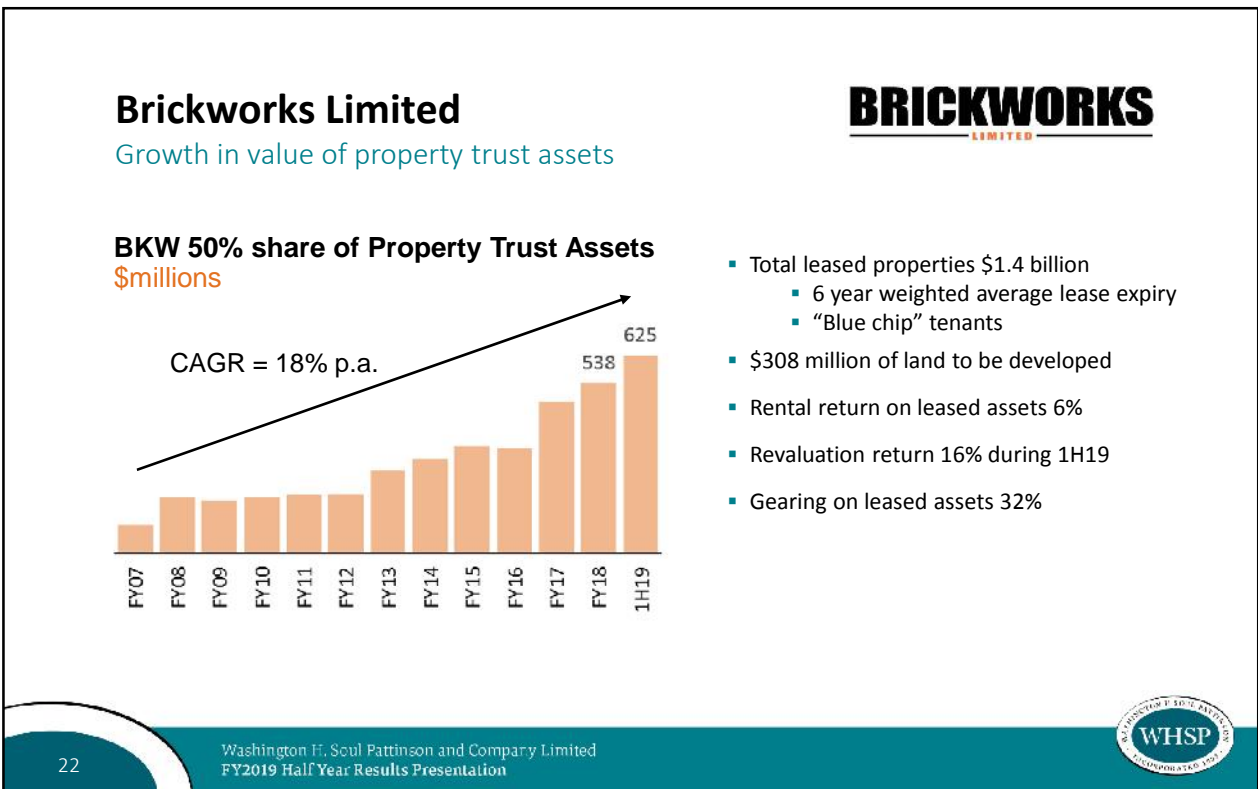 Brickworks Limited
Growth in value of property trust assets
BRICKWORKS
LIMITED
BKW 50% share of Property Trust Assets
$millions
CAGR = 18% p.a.
538
625
FY07
FY08
FY09
FY10
FY11
FY12
FY13
FY14
FY15
FY16
FY17
FY18
1H19
▪ Total leased properties $1.4 billion
▪ 6 year weighted average lease expiry
▪ “Blue chip” tenants
▪ $308 million of land to be developed
▪ Rental return on leased assets 6%
▪ Revaluation return 16% during 1H19
▪ Gearing on leased assets 32%
22
Washington H. Soul Pattinson and Company Limited
FY2019 Half Year Results Presentation
WASHINGTON H SOUL PATTINSON
WHSP